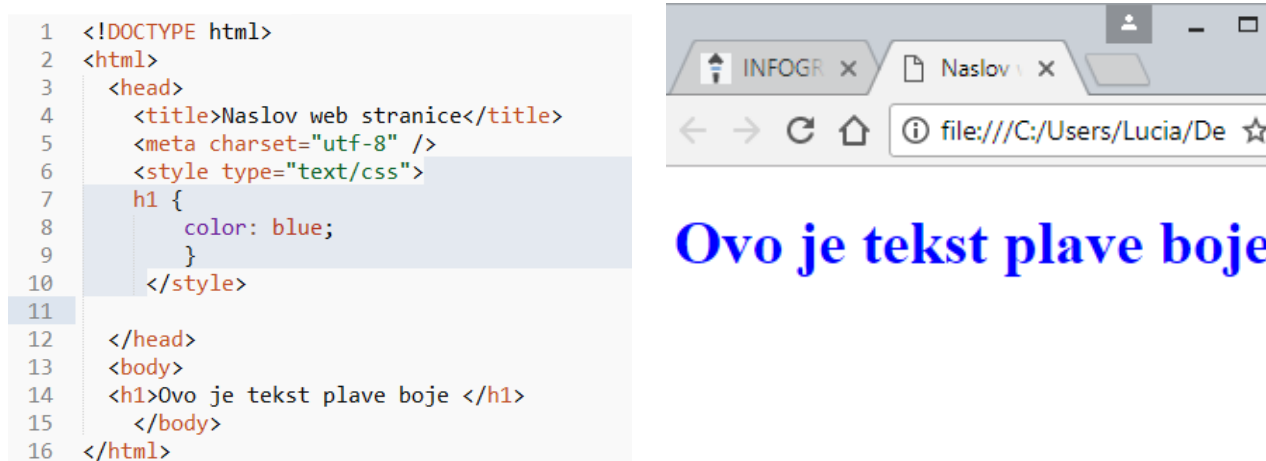 1 <!DOCTYPE html>
2 <html>
3 <head>
4 <title>Naslov web stranice</title>
5 <meta charset="utf-8" />
6 <style type="text/css">
7 h1 {
8 color: blue;
9 }
10 </style>
11
12 </head>
13 <body>
14 <h1>Ovo je tekst plave boje </h1>
15 </body>
16 </html>
INFOGR Naslov
file:///C:/Users/Lucia/De
Ovo je tekst plave boje